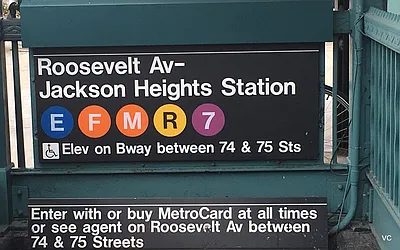 Roosevelt Av–
Jackson Heights Station
E F M R 7
Elev on Bway between 74 & 75 Sts
Enter with or buy MetroCard at all times
or see agent on Roosevelt Av between
74 & 75 Streets
VC